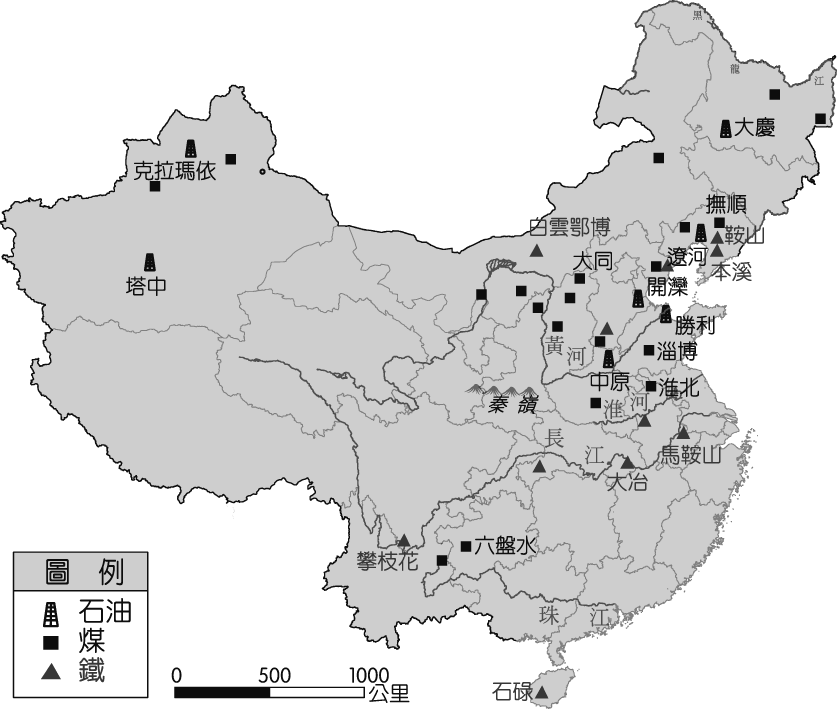 黑
龍
江
大慶
克拉瑪依
撫順
白雲鄂博
鞍山
大同
遼河
本溪
塔中
開灤
勝利
黃
河
淄博
中原
淮北
秦嶺
淮
河
長
江
馬鞍山
大冶
六盤水
攀枝花
珠
江
石碌
圖 例
石油
煤
鐵
0 500 1000
公里